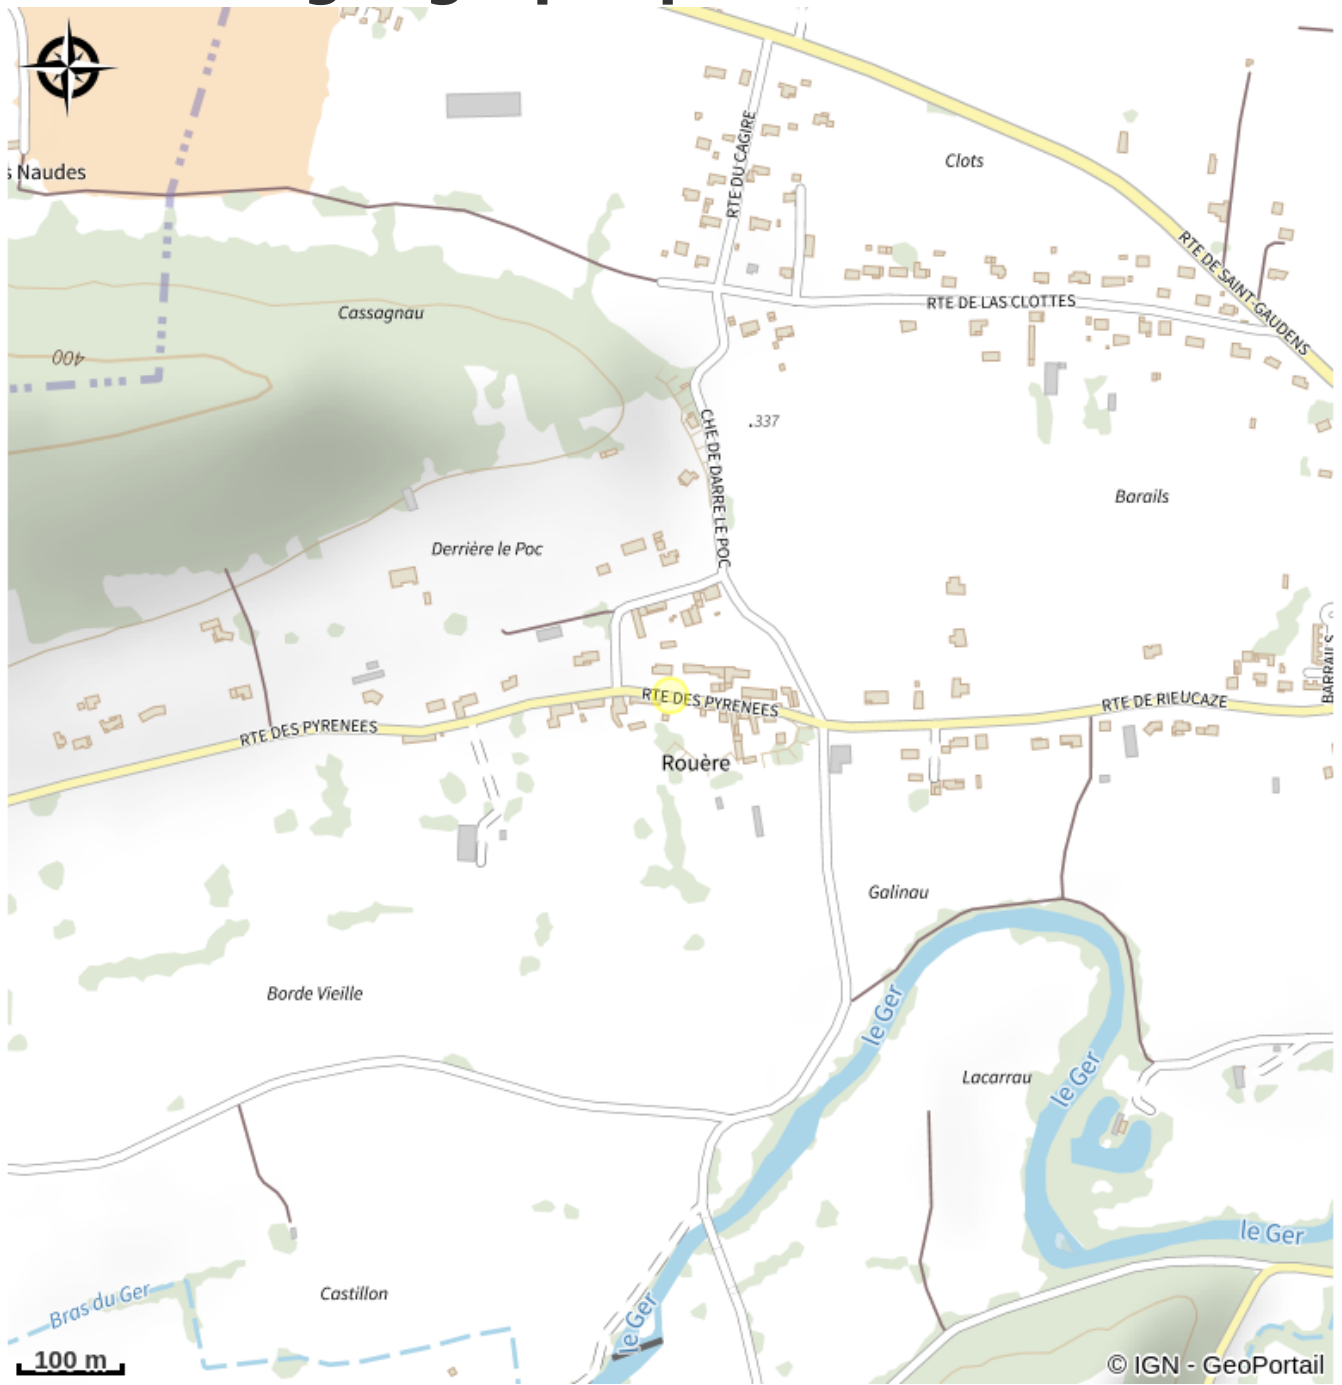 s Naudes
RTE DU CAGIRE
Clots
RTE DE SAINT-GAUDENS
RTE DE LAS CLOTTES
Cassagnau
400
CHE DE DARRE LE POC
.337
Barails
Derrière le Poc
BARRAILS
RTE DES PYRENEES
RTE DE RIEUCAZE
RTE DES PYRENEES
Rouère
Galinau
Borde Vieille
le Ger
Lacarrau
le Ger
le Ger
Bras du Ger
Castillon
le Ger
100 m
© IGN - GeoPortail